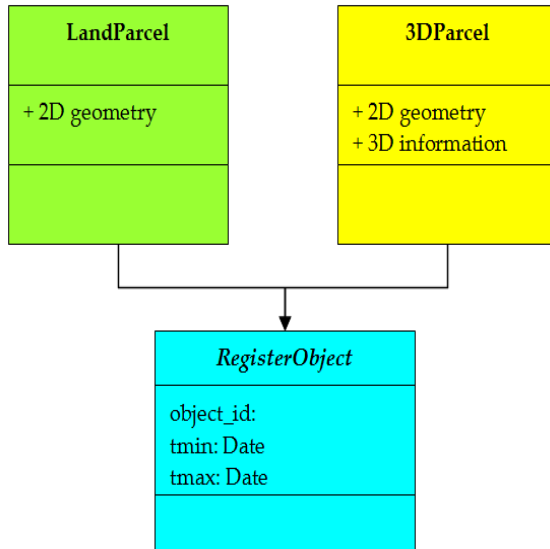 LandParcel
+ 2D geometry
3DParcel
+ 2D geometry
+ 3D information
RegisterObject
object_id:
tmin: Date
tmax: Date